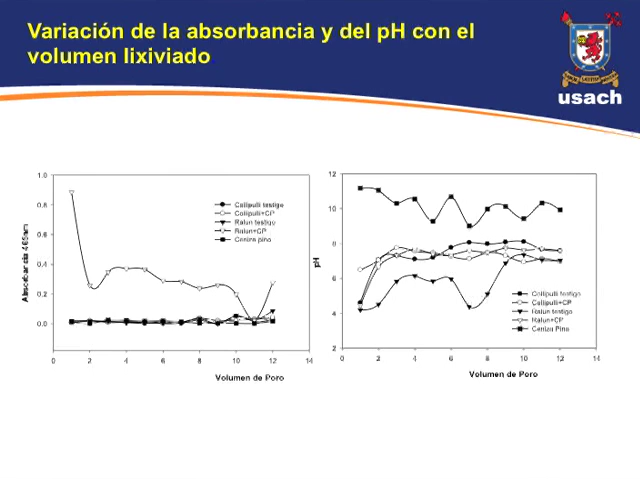 Variación de la absorbancia y del pH con el
volumen lixiviado
usach
1.0
0.8
0.6
0.4
0.2
0.0
0 2 4 6 8 10 12 14
Absorbancia 465nm
Volumen de Poro
Collipulli testigo
Collipulli+CP
Ralun testigo
Ralun+CP
Ceniza pino
12
10
8
6
4
2
0 2 4 6 8 10 12 14
pH
Volumen de Poro
Collipulli testigo
Collipulli+CP
Ralun testigo
Ralun+CP
Ceniza Pino